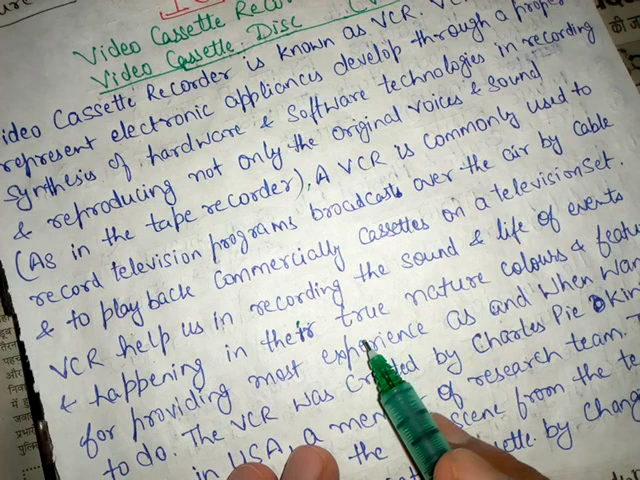 Video Cassette Recor
Video Cassette Disc
ideo Cassette Recorder is known as VCR.
represent electronic appliances develop through a proper
synthesis of hardware & Software technologies in recording
& reproducing not only the original voices & sound
(As in the tape recorder). A VCR is commonly used to
record television programs broadcasts over the air by cable
& to play back commercially cassettes on a television set.
VCR help us in recording the sound & life of events
& happening in their true nature colours & featu
for providing most experience as and when wan
to do. The VCR was created by Charles Pie
in USA, a mem of research team.
the scene from the te
by chang